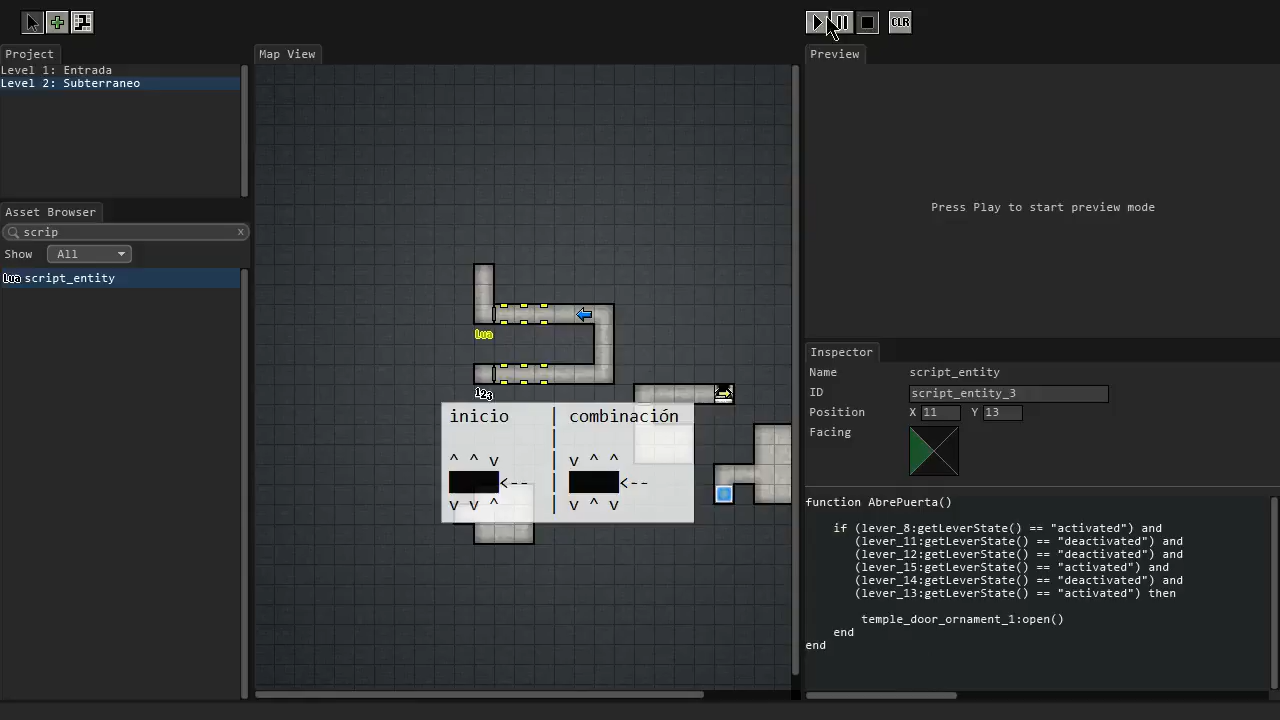 CLR
Project
Map View
Preview
Level 1: Entrada
Level 2: Subterraneo
Asset Browser
scrip
x
Show
All
lua script_entity
lua
123
inicio | combinación
|
^ ^ v | v ^ ^
<-- | <--
v v ^ | v ^ v
Press Play to start preview mode
Inspector
Name script_entity
ID script_entity_3
Position X 11 Y 13
Facing
function AbrePuerta()
if (lever_8:getLeverState() == "activated") and
(lever_11:getLeverState() == "deactivated") and
(lever_12:getLeverState() == "deactivated") and
(lever_15:getLeverState() == "activated") and
(lever_14:getLeverState() == "deactivated") and
(lever_13:getLeverState() == "activated") then
temple_door_ornament_1:open()
end
end